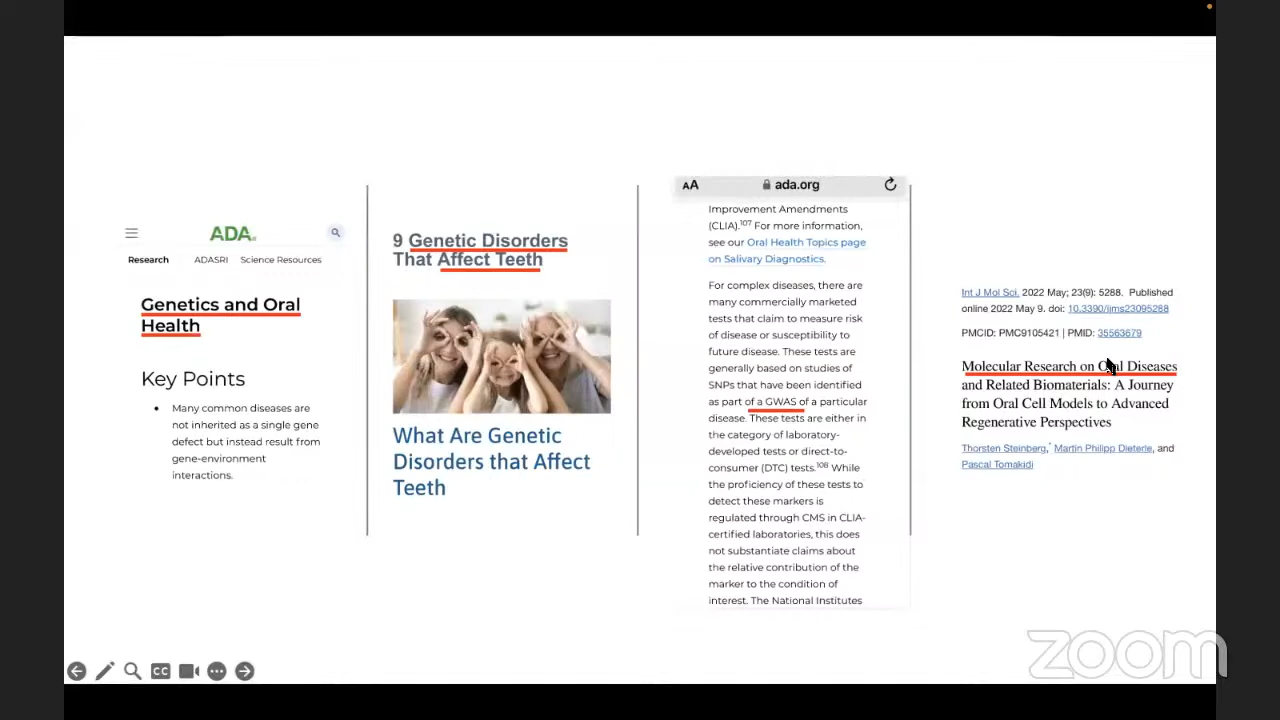 ADA
Research ADASRI Science Resources
Genetics and Oral
Health
Key Points
• Many common diseases are
not inherited as a single gene
defect but instead result from
gene-environment
interactions.
9 Genetic Disorders
That Affect Teeth
What Are Genetic
Disorders that Affect
Teeth
AA ada.org
Improvement Amendments
(CLIA).107 For more information,
see our Oral Health Topics page
on Salivary Diagnostics.
For complex diseases, there are
many commercially marketed
tests that claim to measure risk
of disease or susceptibility to
future disease. These tests are
generally based on studies of
SNPs that have been identified
as part of a GWAS of a particular
disease. These tests are either in
the category of laboratory-
developed tests or direct-to-
consumer (DTC) tests.108 While
the proficiency of these tests to
detect these markers is
regulated through CMS in CLIA-
certified laboratories, this does
not substantiate claims about
the relative contribution of the
marker to the condition of
interest. The National Institutes
Int J Mol Sci. 2022 May; 23(9): 5288. Published
online 2022 May 9. doi: 10.3390/ijms23095288
PMCID: PMC9105421 | PMID: 35563679
Molecular Research on Oral Diseases
and Related Biomaterials: A Journey
from Oral Cell Models to Advanced
Regenerative Perspectives
Thorsten Steinberg,* Martin Philipp Dieterle, and
Pascal Tomakidi
CC
zoom